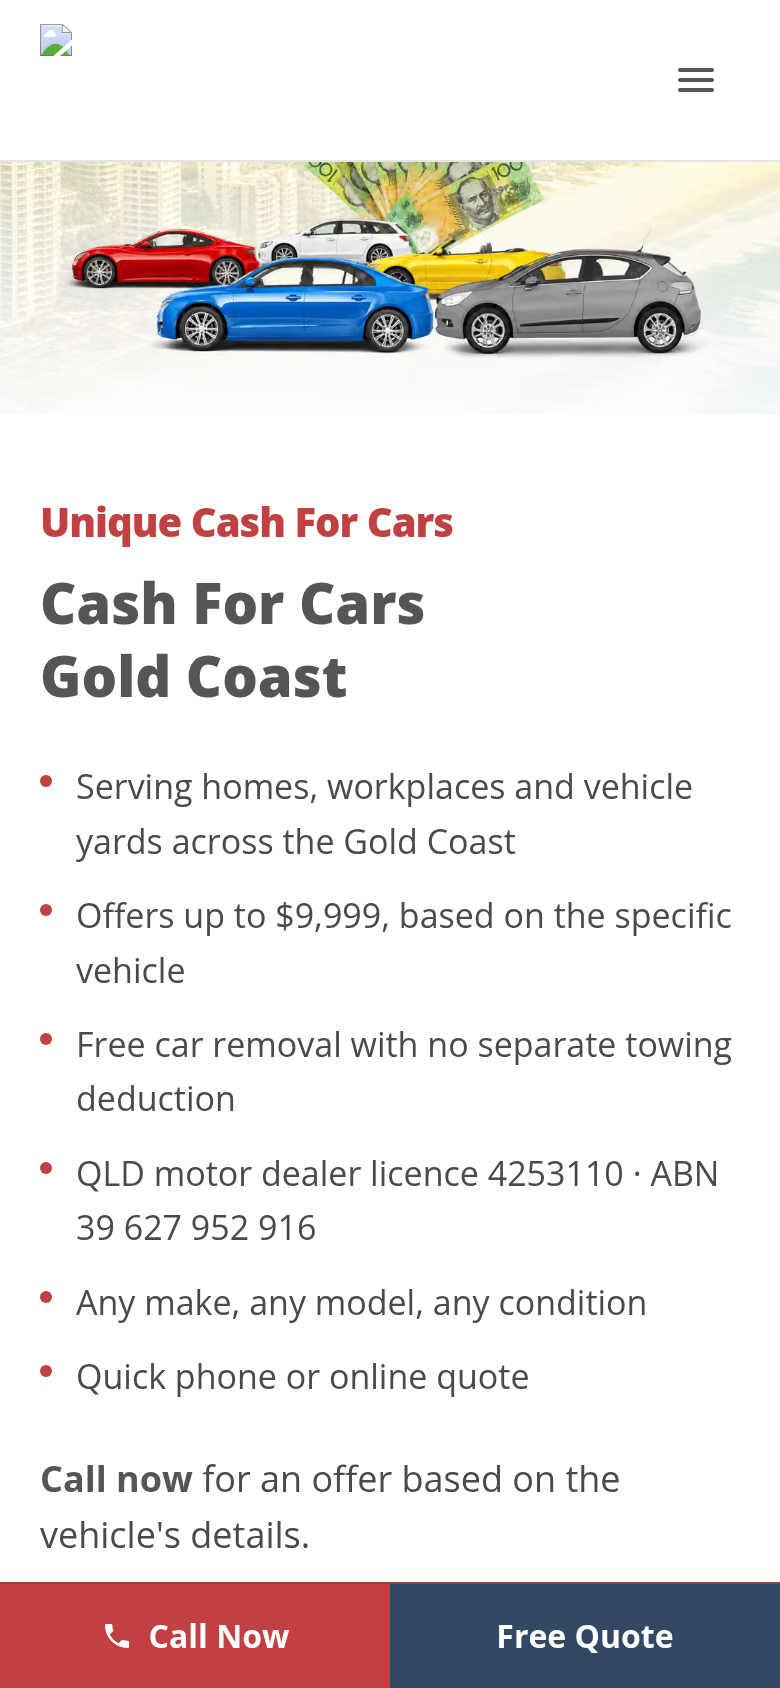 100
100
Unique Cash For Cars
Cash For Cars
Gold Coast
Serving homes, workplaces and vehicle
yards across the Gold Coast
Offers up to $9,999, based on the specific
vehicle
Free car removal with no separate towing
deduction
QLD motor dealer licence 4253110 · ABN
39 627 952 916
Any make, any model, any condition
Quick phone or online quote
Call now for an offer based on the
vehicle's details.
Call Now
Free Quote